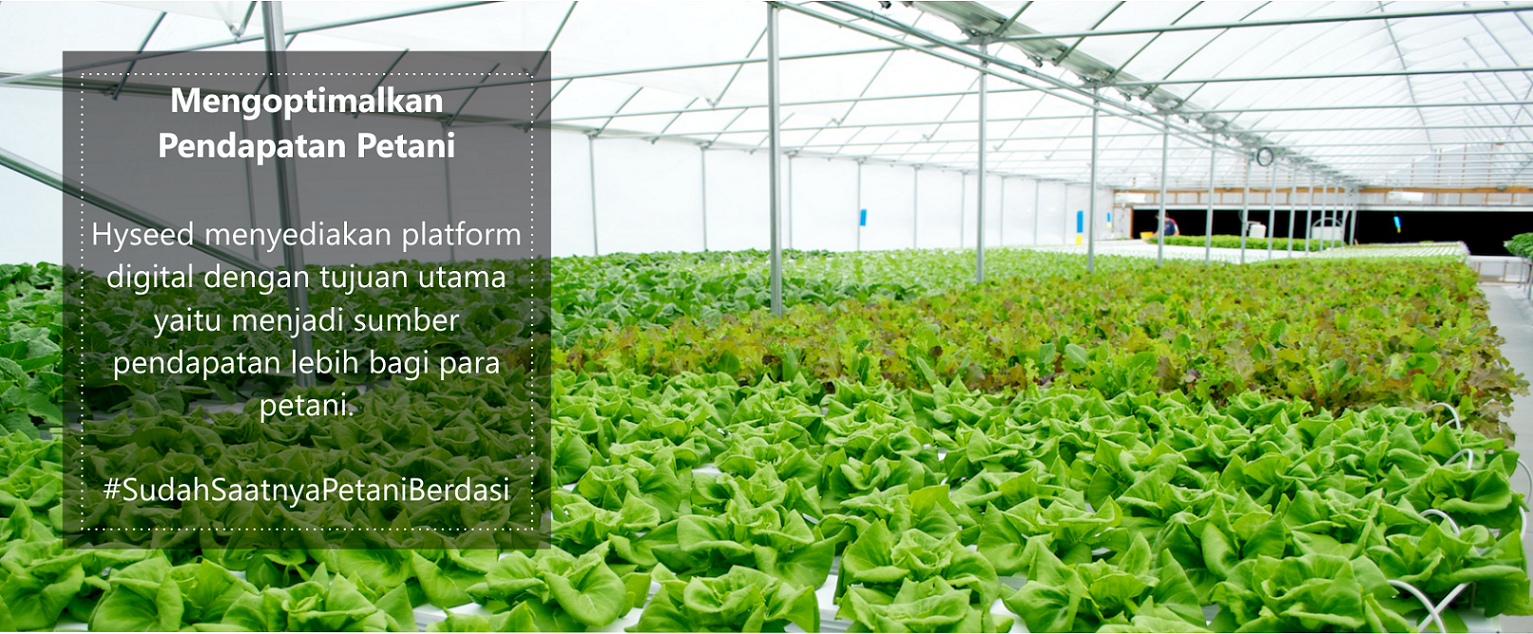 Mengoptimalkan
Pendapatan Petani
Hyseed menyediakan platform
digital dengan tujuan utama
yaitu menjadi sumber
pendapatan lebih bagi para
petani.
#SudahSaatnyaPetaniBerdasi